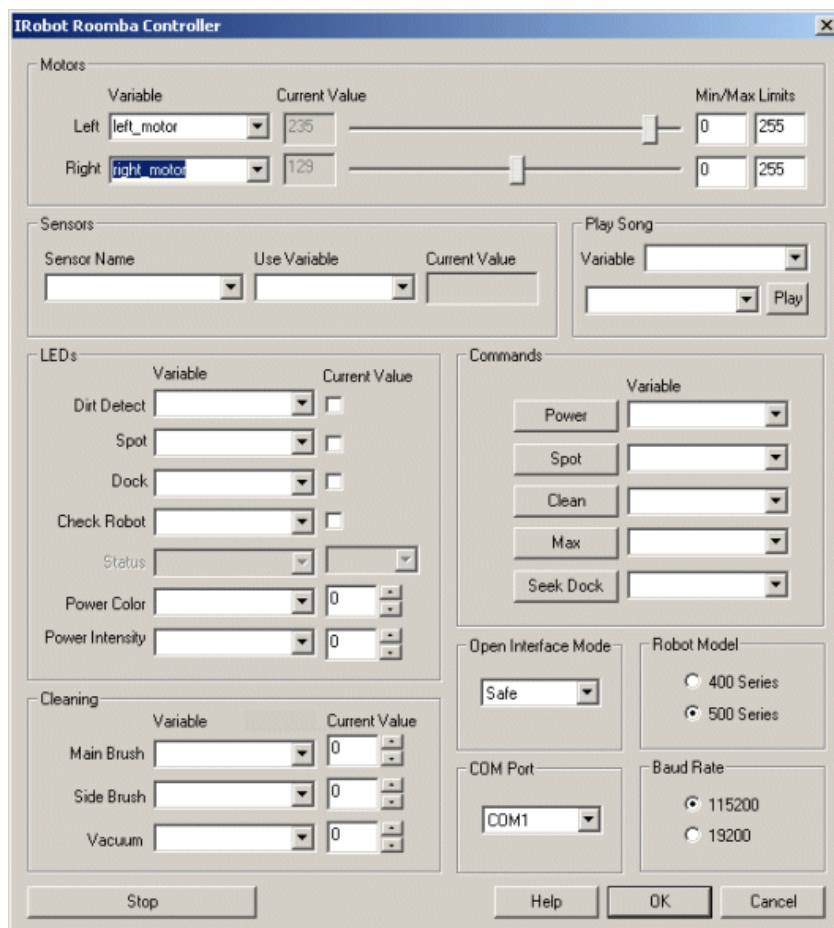 IRobot Roomba Controller
Motors
Variable Current Value Min/Max Limits
Left left_motor 235 0 255
Right right_motor 129 0 255
Sensors
Sensor Name Use Variable Current Value
Play Song
Variable
Play
LEDs
Variable Current Value
Dirt Detect
Spot
Dock
Check Robot
Status
Power Color 0
Power Intensity 0
Commands
Variable
Power
Spot
Clean
Max
Seek Dock
Open Interface Mode
Safe
Robot Model
400 Series
500 Series
Cleaning
Variable Current Value
Main Brush 0
Side Brush 0
Vacuum 0
COM Port
COM1
Baud Rate
115200
19200
Stop Help OK Cancel